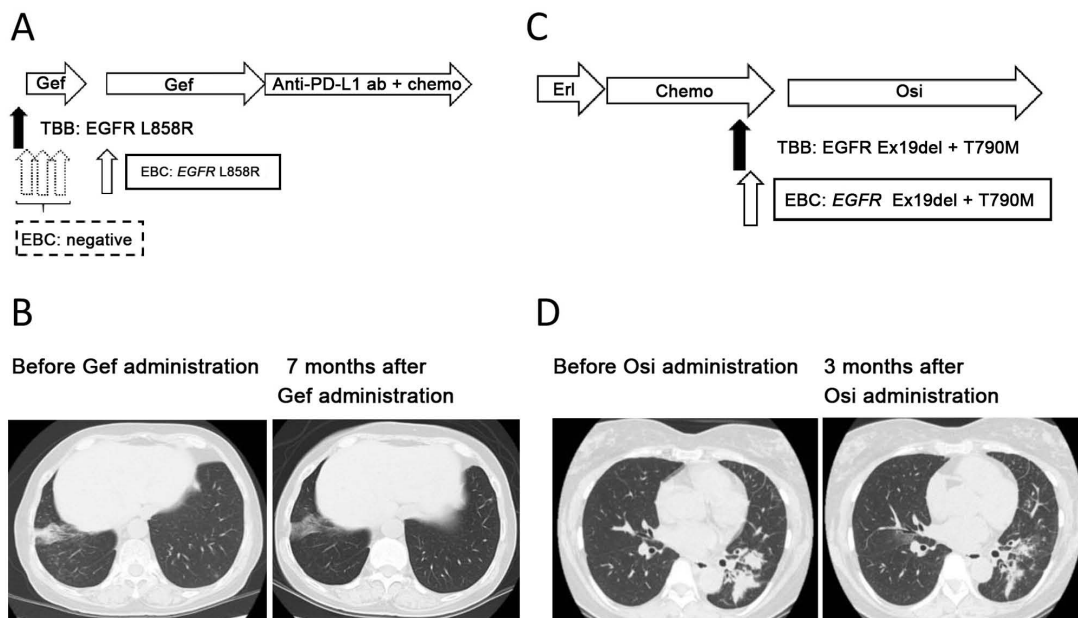 A
Gef
Gef
Anti-PD-L1 ab + chemo
TBB: EGFR L858R
EBC: EGFR L858R
EBC: negative
B
Before Gef administration
7 months after
Gef administration
C
Erl
Chemo
Osi
TBB: EGFR Ex19del + T790M
EBC: EGFR Ex19del + T790M
D
Before Osi administration
3 months after
Osi administration